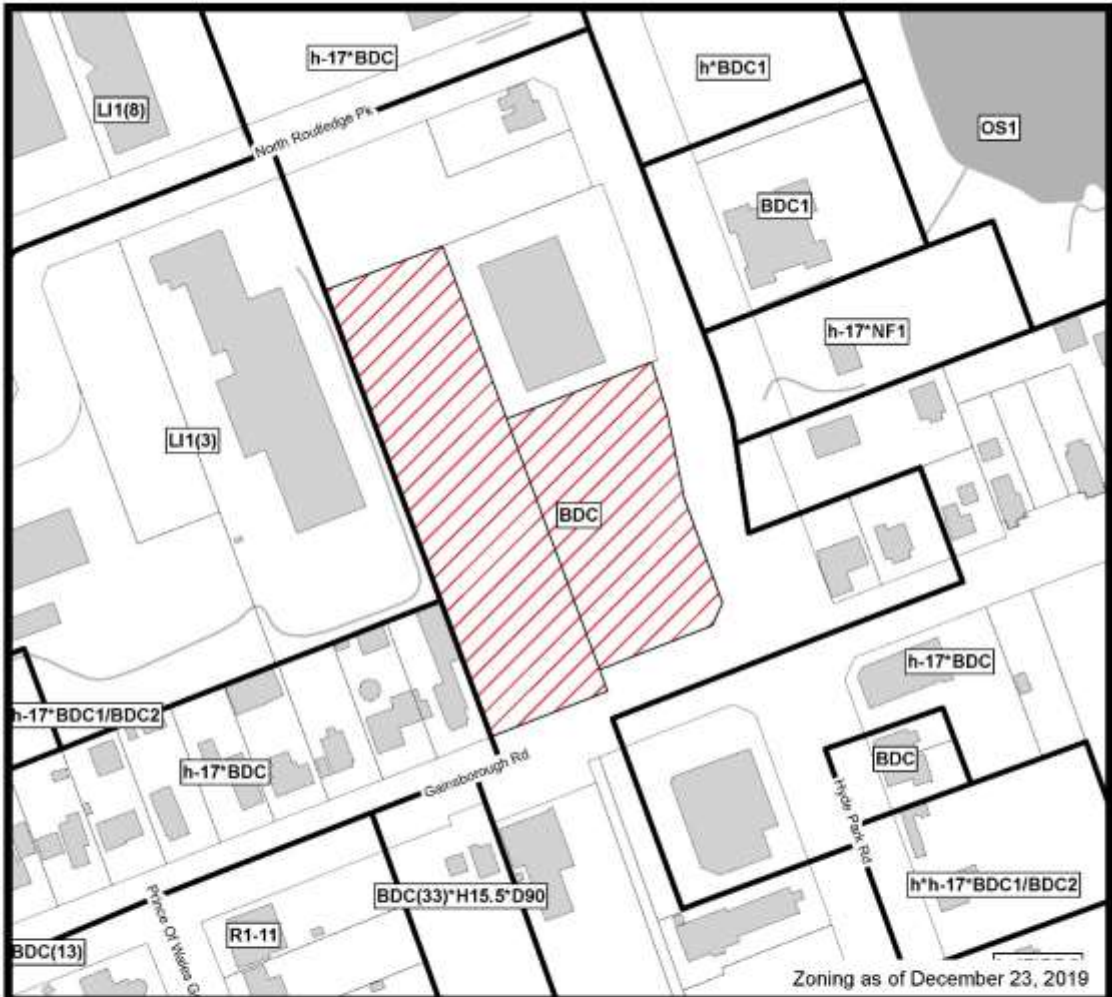 h-17*BDC
h*BDC1
LI1(8)
OS1
North Routledge Pk
BDC1
h-17*NF1
LI1(3)
BDC
h-17*BDC
h-17*BDC1/BDC2
BDC
h-17*BDC
Gainsborough Rd
Hyde Park Rd
BDC(33)*H15.5*D90
h*h-17*BDC1/BDC2
Prince Of Wales
R1-11
BDC(13)
Zoning as of December 23, 2019